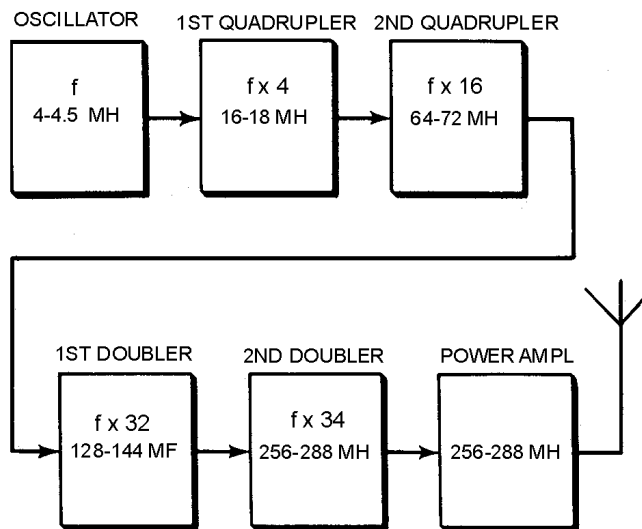 OSCILLATOR
1ST QUADRUPLER
2ND QUADRUPLER
f
4-4.5 MH
f x 4
16-18 MH
f x 16
64-72 MH
1ST DOUBLER
2ND DOUBLER
POWER AMPL
f x 32
128-144 MF
f x 34
256-288 MH
256-288 MH